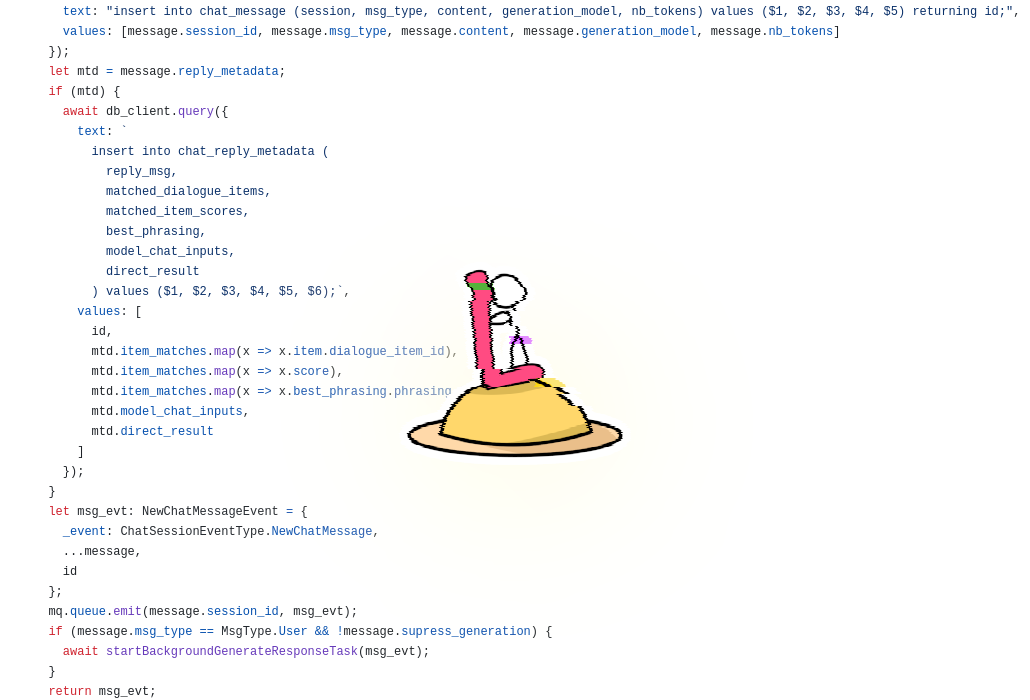 text: "insert into chat_message (session, msg_type, content, generation_model, nb_tokens) values ($1, $2, $3, $4, $5) returning id;",
values: [message.session_id, message.msg_type, message.content, message.generation_model, message.nb_tokens]
});
let mtd = message.reply_metadata;
if (mtd) {
await db_client.query({
text: `
insert into chat_reply_metadata (
reply_msg,
matched_dialogue_items,
matched_item_scores,
best_phrasing,
model_chat_inputs,
direct_result
) values ($1, $2, $3, $4, $5, $6);`,
values: [
id,
mtd.item_matches.map(x => x.item.dialogue_item_id),
mtd.item_matches.map(x => x.score),
mtd.item_matches.map(x => x.best_phrasing.phrasing
mtd.model_chat_inputs,
mtd.direct_result
]
});
}
let msg_evt: NewChatMessageEvent = {
_event: ChatSessionEventType.NewChatMessage,
...message,
id
};
mq.queue.emit(message.session_id, msg_evt);
if (message.msg_type == MsgType.User && !message.supress_generation) {
await startBackgroundGenerateResponseTask(msg_evt);
}
return msg_evt;